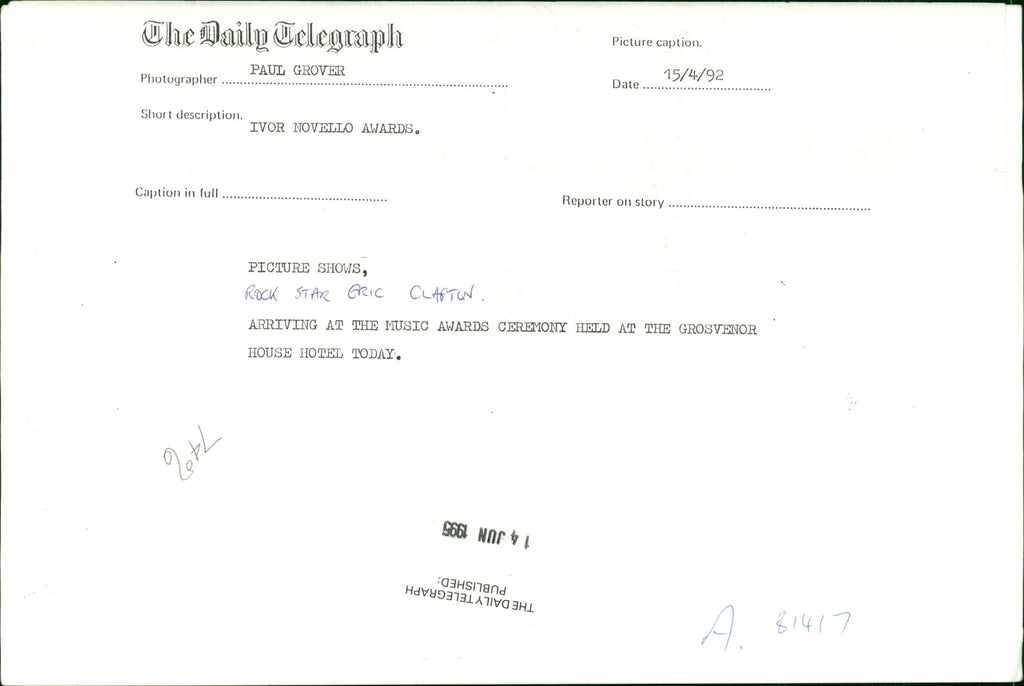 The Daily Telegraph
Picture caption.
Photographer PAUL GROVER
Date 15/4/92
Short description.
IVOR NOVELLO AWARDS.
Caption in full
Reporter on story
PICTURE SHOWS,
ROCK STAR ERIC CLAPTON.
ARRIVING AT THE MUSIC AWARDS CEREMONY HELD AT THE GROSVENOR
HOUSE HOTEL TODAY.
14 JUN 1995
THE DAILY TELEGRAPH
PUBLISHED:
A. 81417